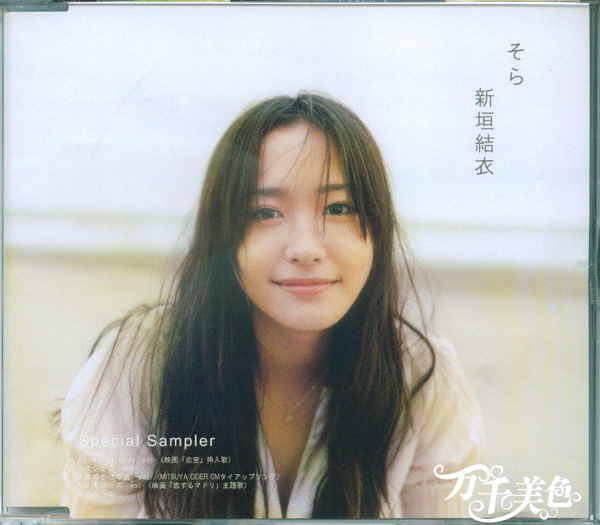 そら
新垣結衣
Special Sampler
(映画「恋空」挿入歌)
(MITSUYA CIDER CMタイアップソング)
(映画「恋するマドリ」主題歌)
万千美色